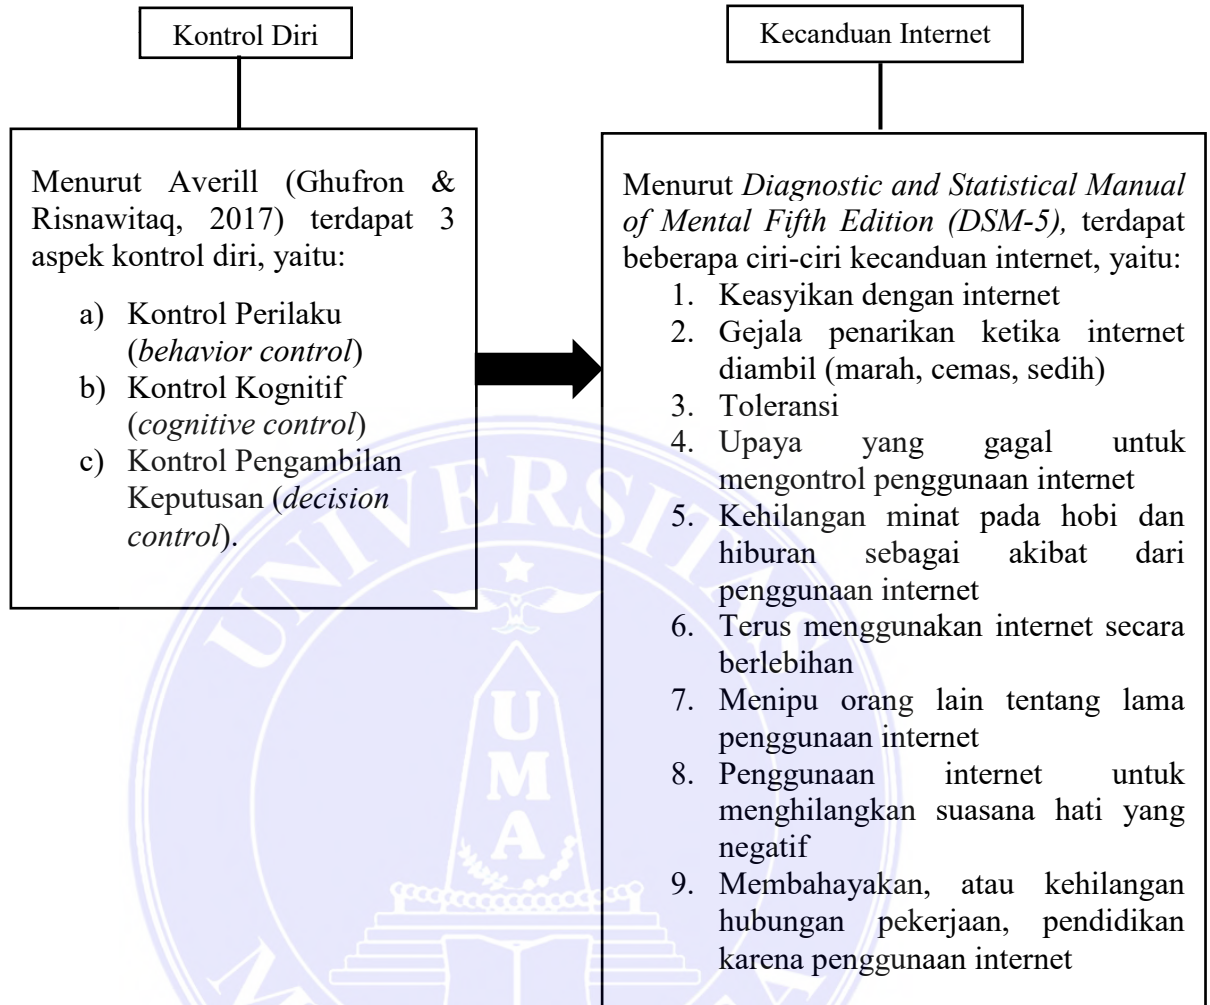 Kontrol Diri
Kecanduan Internet
Menurut Averill (Ghufron &
Risnawitaq, 2017) terdapat 3
aspek kontrol diri, yaitu:
a) Kontrol Perilaku
(behavior control)
b) Kontrol Kognitif
(cognitive control)
c) Kontrol Pengambilan
Keputusan (decision
control).
Menurut Diagnostic and Statistical Manual
of Mental Fifth Edition (DSM-5), terdapat
beberapa ciri-ciri kecanduan internet, yaitu:
1. Keasyikan dengan internet
2. Gejala penarikan ketika internet
diambil (marah, cemas, sedih)
3. Toleransi
4. Upaya yang gagal untuk
mengontrol penggunaan internet
5. Kehilangan minat pada hobi dan
hiburan sebagai akibat dari
penggunaan internet
6. Terus menggunakan internet secara
berlebihan
7. Menipu orang lain tentang lama
penggunaan internet
8. Penggunaan internet untuk
menghilangkan suasana hati yang
negatif
9. Membahayakan, atau kehilangan
hubungan pekerjaan, pendidikan
karena penggunaan internet
UNIVERSITAS
U
M
A